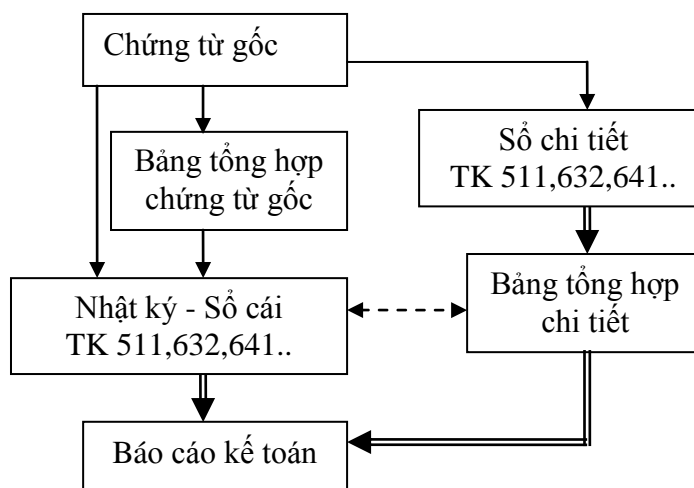 Chứng từ gốc
Sổ chi tiết
TK 511,632,641..
Bảng tổng hợp
chứng từ gốc
Nhật ký - Sổ cái
TK 511,632,641..
Bảng tổng hợp
chi tiết
Báo cáo kế toán